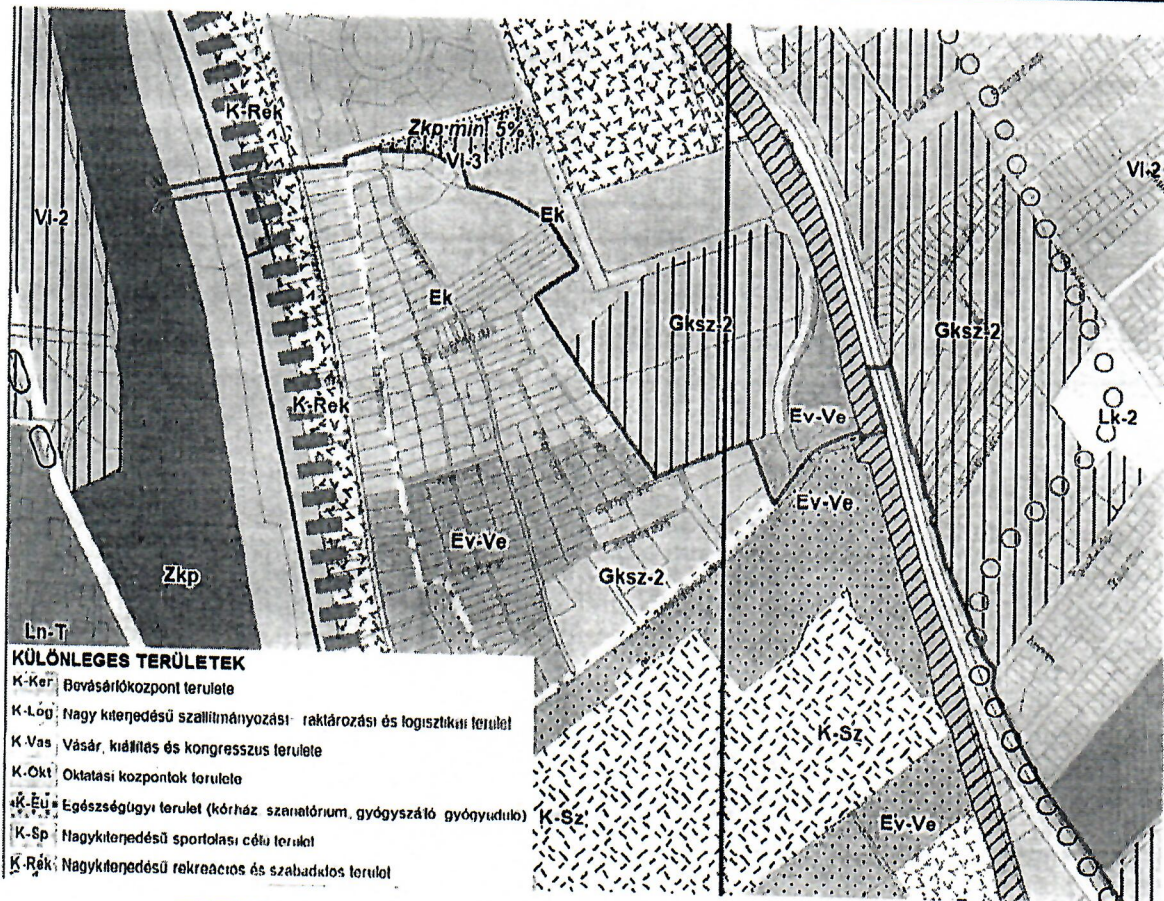 K-Rek
Zkp min. 5%
Vi-3
Vi-2
Vi-2
Ek
Ek
Gksz-2
Gksz-2
K-Rek
Ev-Ve
Lk-2
Ev-Ve
Ev-Ve
Zkp
Gksz-2
Ln-T
KÜLÖNLEGES TERÜLETEK
K-Ker Bevásárlóközpont területe
K-Log Nagy kiterjedésű szállítmányozási- raktározási és logisztikai terület
K-Vás Vásár, kiállítás és kongresszus területe
K-Okt Oktatási központok területe
K-Eü Egészségügyi terület (kórház, szanatórium, gyógyszálló gyógyüdülő)
K-Sp Nagykiterjedésű sportolási célú terület
K-Rek Nagykiterjedésű rekreációs és szabadidős terület
K-Sz
K-Sz
Ev-Ve